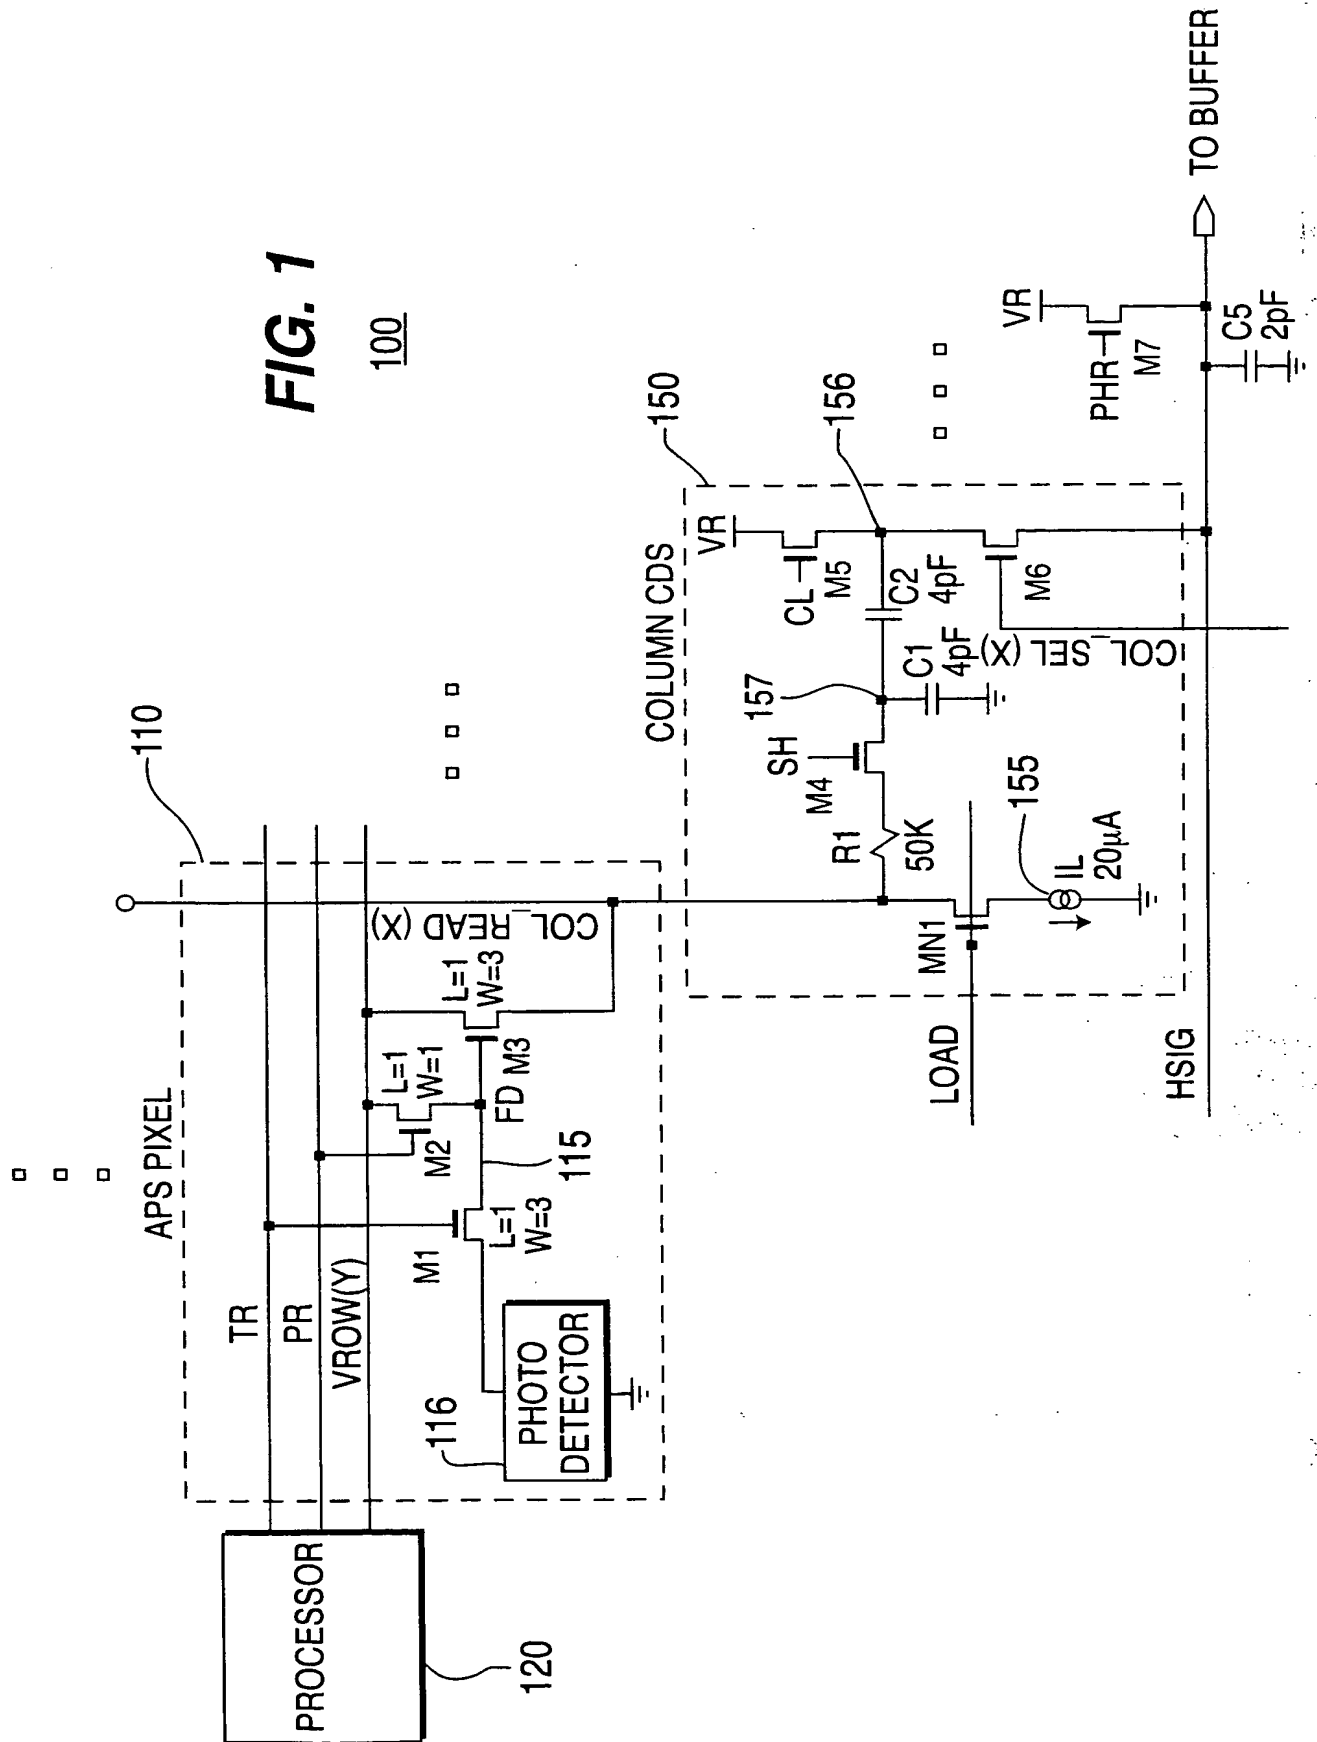 FIG. 1
100
APS PIXEL
110
TR
PR
VROW(Y)
PROCESSOR
120
M1
L=1
W=3
M2
L=1
W=1
FD
M3
L=1
W=3
COL_READ (X)
115
116
PHOTO
DETECTOR
COLUMN CDS
150
VR
CL
M5
156
157
SH
M4
R1
50K
C1
4pF
C2
4pF
M6
COL_SEL (X)
LOAD
MN1
155
IL
20µA
HSIG
VR
PHR
M7
C5
2pF
TO BUFFER